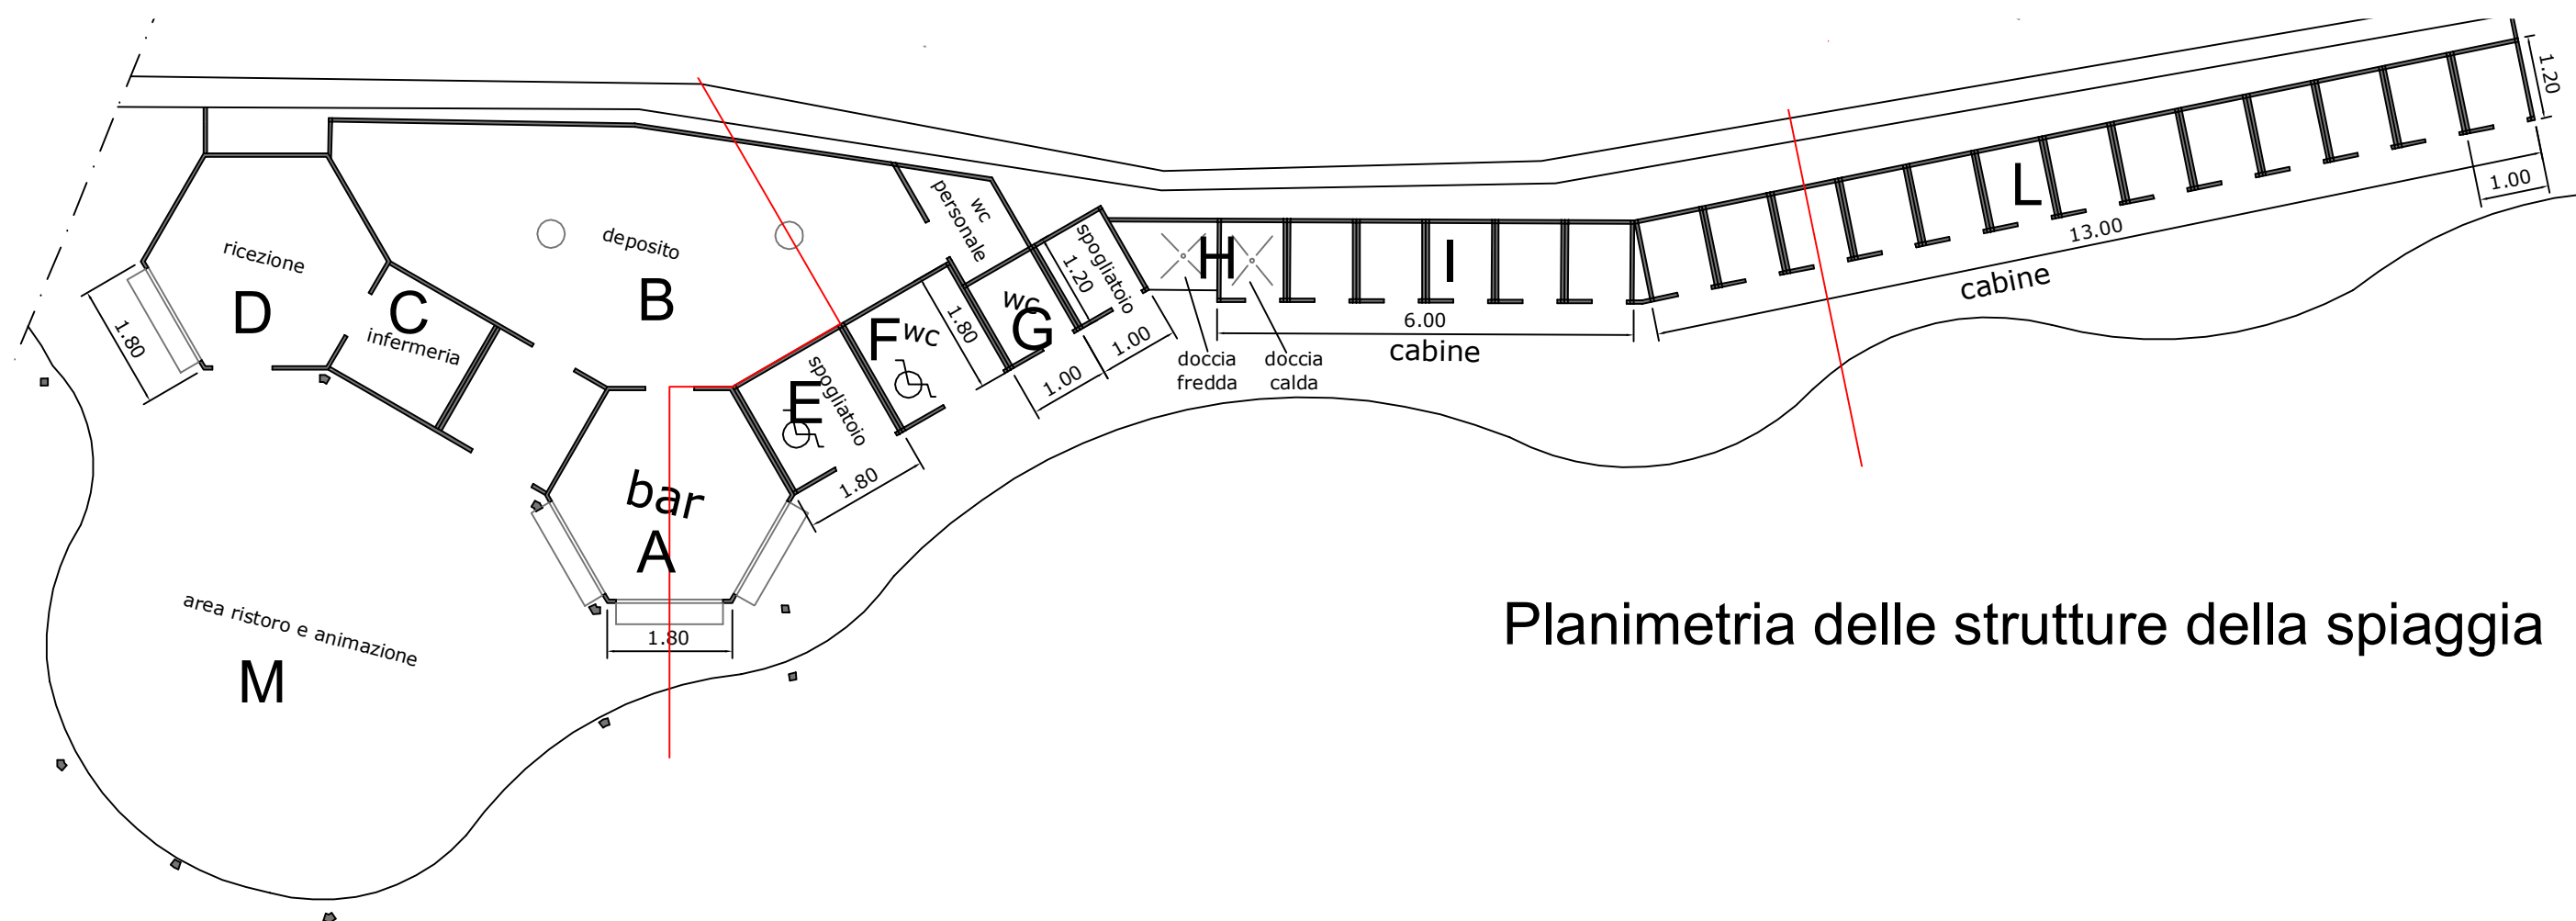 ricezione
D
1.80
C
infermeria
deposito
B
wc
personale
bar
A
1.80
E
spogliatoio
1.80
F
wc
1.80
wc
G
1.00
spogliatoio
1.20
1.00
H
doccia
fredda
doccia
calda
I
6.00
cabine
L
13.00
cabine
1.20
1.00
area ristoro e animazione
M
Planimetria delle strutture della spiaggia